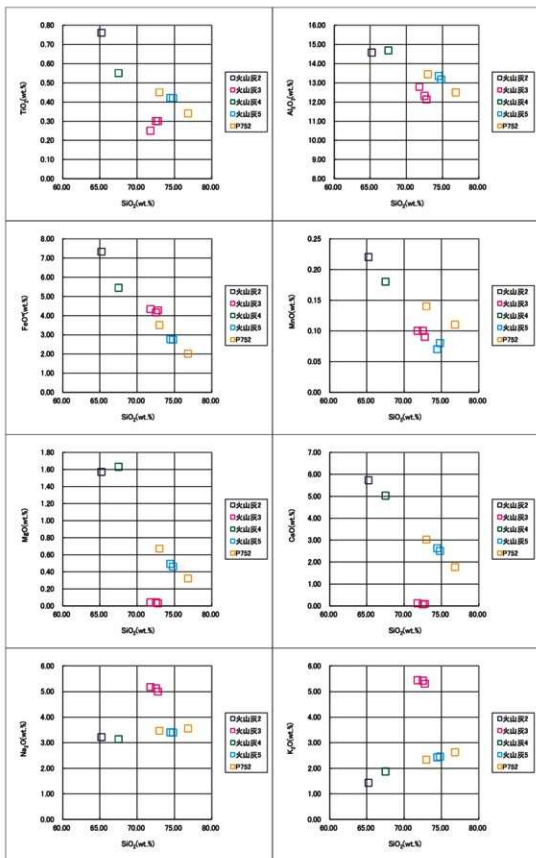 0.80
0.70
0.60
0.50
0.40
0.30
0.20
0.10
0.00
TiO₂(wt.%)
60.00 65.00 70.00 75.00 80.00
SiO₂(wt.%)
火山灰2
火山灰3
火山灰4
火山灰5
P752
16.00
15.00
14.00
13.00
12.00
11.00
10.00
9.00
8.00
Al₂O₃(wt.%)
60.00 65.00 70.00 75.00 80.00
SiO₂(wt.%)
火山灰2
火山灰3
火山灰4
火山灰5
P752
8.00
7.00
6.00
5.00
4.00
3.00
2.00
1.00
0.00
FeO*(wt.%)
60.00 65.00 70.00 75.00 80.00
SiO₂(wt.%)
火山灰2
火山灰3
火山灰4
火山灰5
P752
0.25
0.20
0.15
0.10
0.05
0.00
MnO(wt.%)
60.00 65.00 70.00 75.00 80.00
SiO₂(wt.%)
火山灰2
火山灰3
火山灰4
火山灰5
P752
1.80
1.60
1.40
1.20
1.00
0.80
0.60
0.40
0.20
0.00
MgO(wt.%)
60.00 65.00 70.00 75.00 80.00
SiO₂(wt.%)
火山灰2
火山灰3
火山灰4
火山灰5
P752
7.00
6.00
5.00
4.00
3.00
2.00
1.00
0.00
CaO(wt.%)
60.00 65.00 70.00 75.00 80.00
SiO₂(wt.%)
火山灰2
火山灰3
火山灰4
火山灰5
P752
6.00
5.00
4.00
3.00
2.00
1.00
0.00
Na₂O(wt.%)
60.00 65.00 70.00 75.00 80.00
SiO₂(wt.%)
火山灰2
火山灰3
火山灰4
火山灰5
P752
6.00
5.00
4.00
3.00
2.00
1.00
0.00
K₂O(wt.%)
60.00 65.00 70.00 75.00 80.00
SiO₂(wt.%)
火山灰2
火山灰3
火山灰4
火山灰5
P752